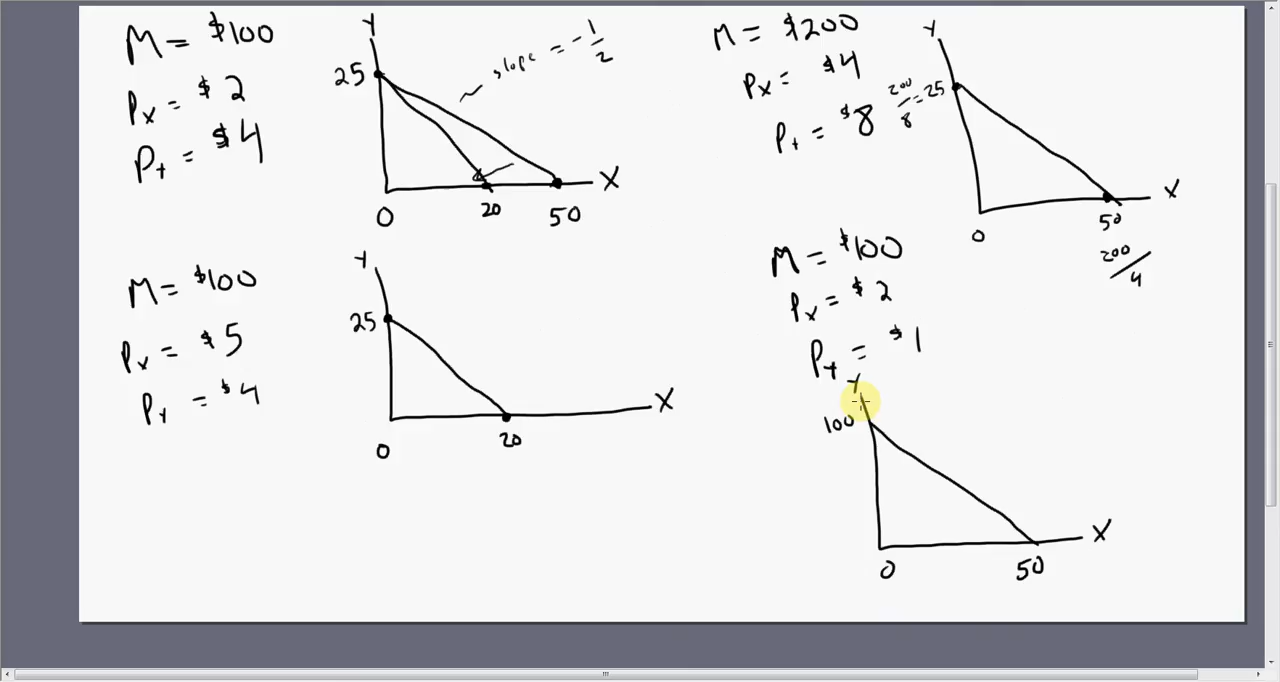 M = $100
Px = $2
PY = $4
Y
25
slope = -1/2
0
20
50
X
M = $200
Px = $4
PY = $8
Y
200/8 = 25
0
50
X
200/4
M = $100
Px = $5
PY = $4
Y
25
0
20
X
M = $100
Px = $2
PY = $1
Y
100
0
50
X